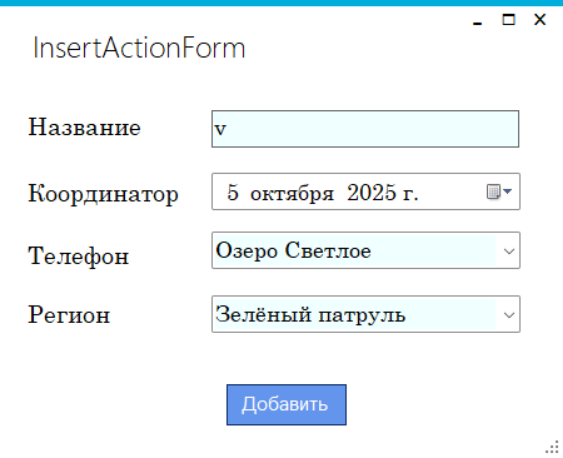 InsertActionForm
Название v
Координатор 5 октября 2025 г.
Телефон Озеро Светлое
Регион Зелёный патруль
Добавить